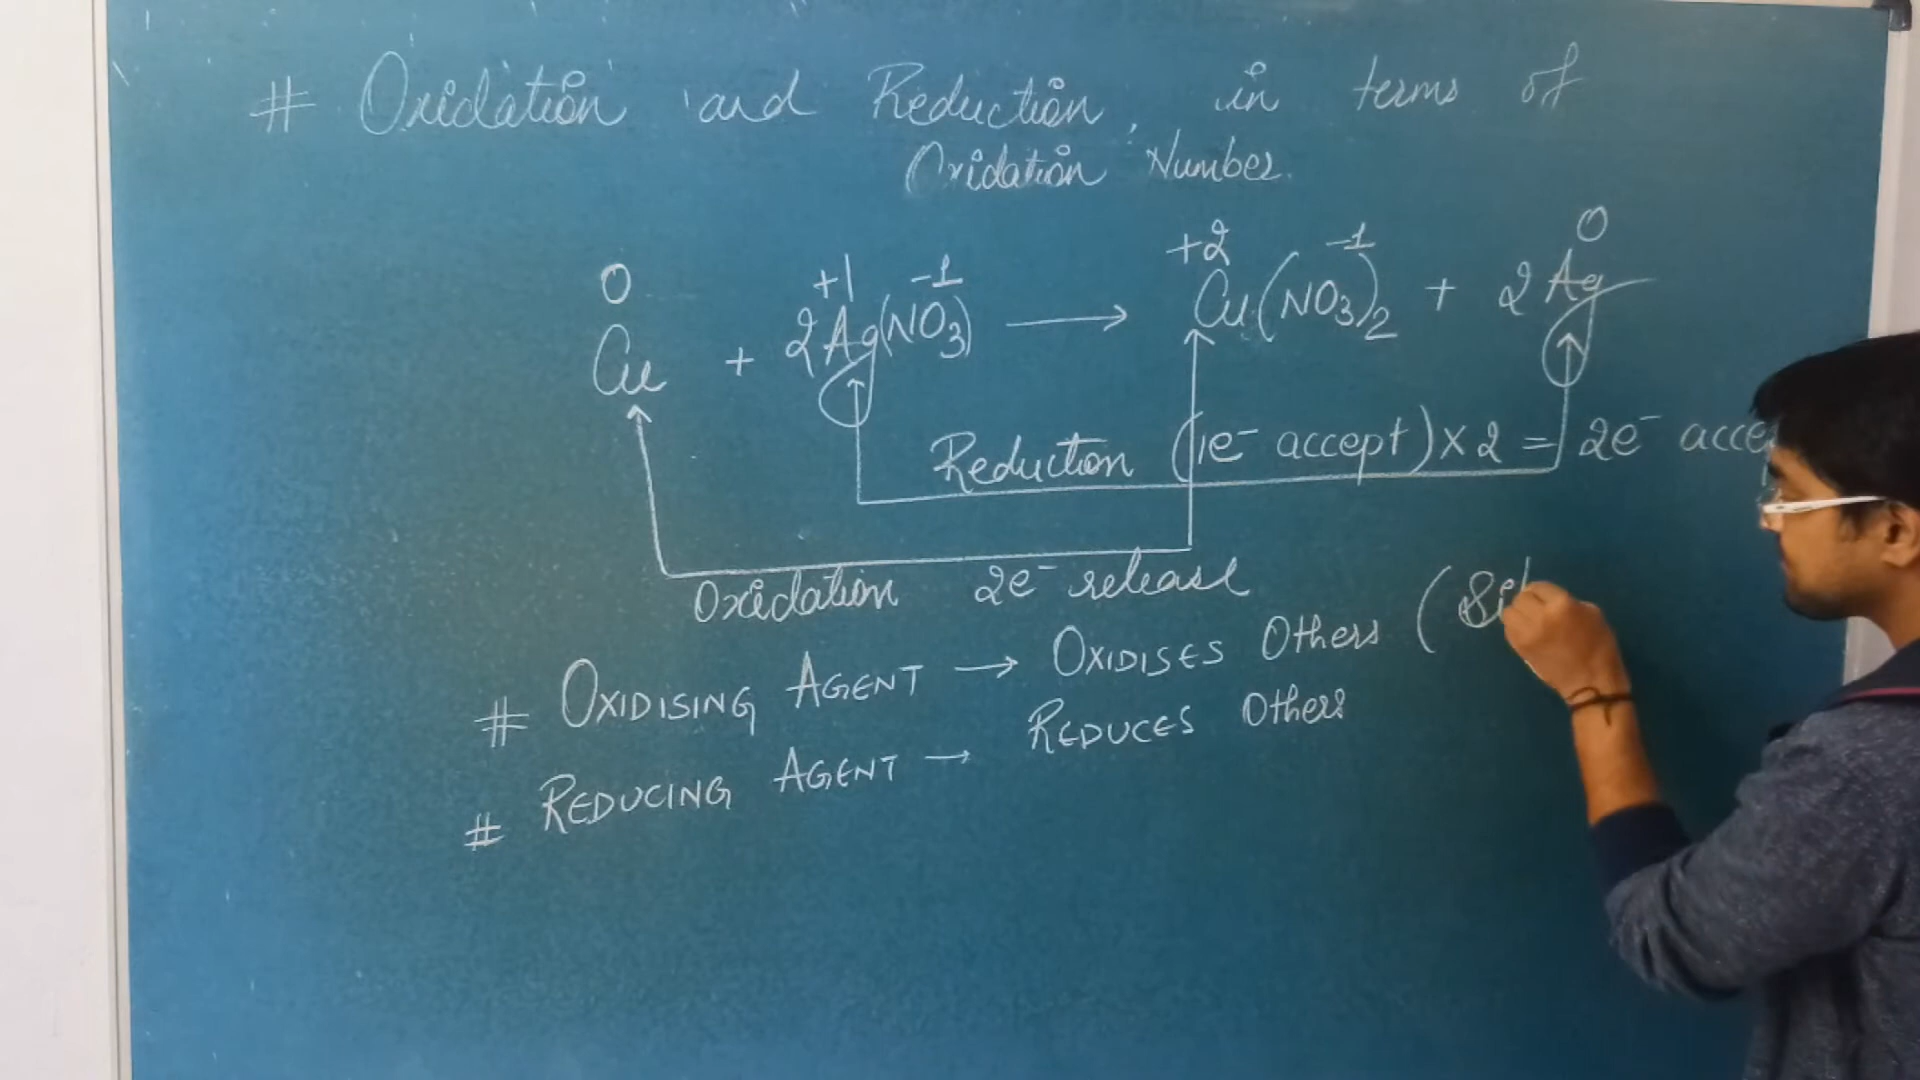 # Oxidation and Reduction in terms of
Oxidation Number.
0 +1 -1 +2 -1 0
Cu + 2Ag(NO3) → Cu(NO3)2 + 2Ag
Reduction (1e- accept) x 2 = 2e- acce
Oxidation 2e- release
# OXIDISING AGENT → OXIDISES Others (
# REDUCING AGENT → REDUCES Others